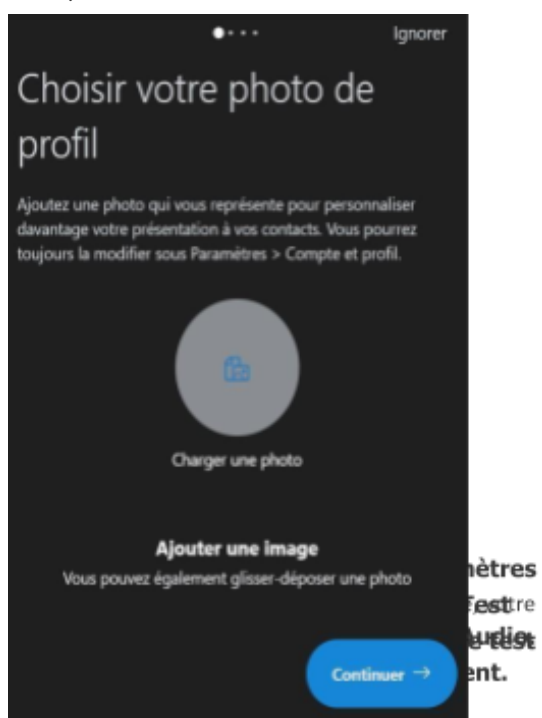 Ignorer
Choisir votre photo de
profil
Ajoutez une photo qui vous représente pour personnaliser
davantage votre présentation à vos contacts. Vous pourrez
toujours la modifier sous Paramètres > Compte et profil.
Charger une photo
Ajouter une image
Vous pouvez également glisser-déposer une photo
Continuer →